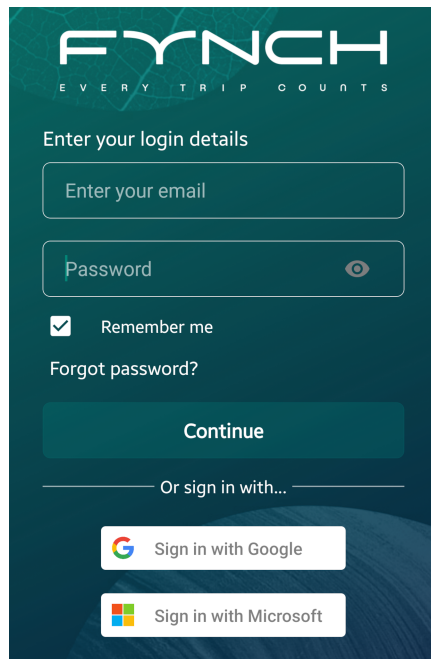 FYNCH
EVERY TRIP COUNTS
Enter your login details
Enter your email
Password
Remember me
Forgot password?
Continue
Or sign in with...
Sign in with Google
Sign in with Microsoft